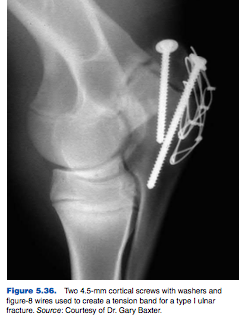 Figure 5.36. Two 4.5-mm cortical screws with washers and
figure-8 wires used to create a tension band for a type I ulnar
fracture. Source: Courtesy of Dr. Gary Baxter.